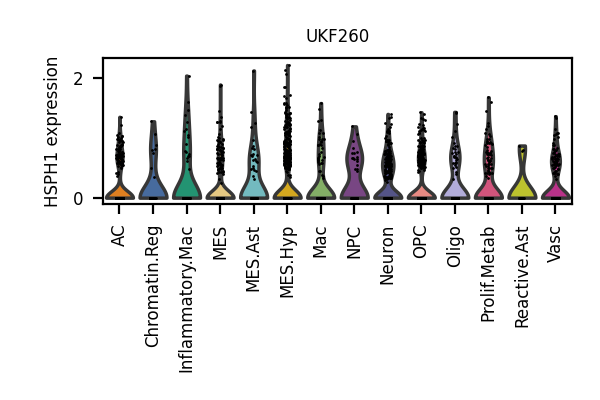 UKF260
HSPH1 expression
2
0
AC
Chromatin.Reg
Inflammatory.Mac
MES
MES.Ast
MES.Hyp
Mac
NPC
Neuron
OPC
Oligo
Prolif.Metab
Reactive.Ast
Vasc